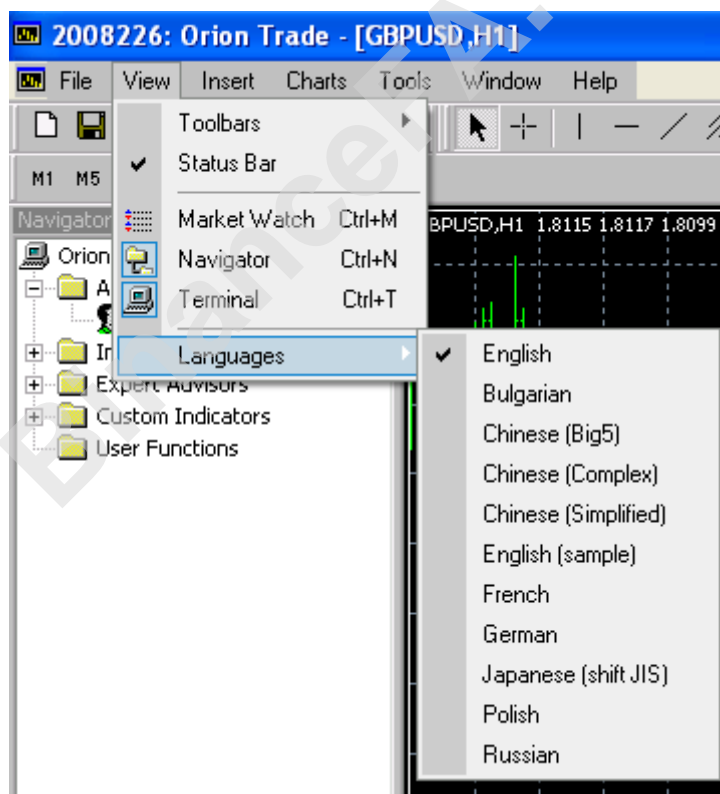 2008226: Orion Trade - [GBPUSD,H1]
File View Insert Charts Tools Window Help
Toolbars
Status Bar
M1 M5
Navigator
Market Watch Ctrl+M
BPUSD,H1 1.8115 1.8117 1.8099
Orion
Navigator Ctrl+N
A
Terminal Ctrl+T
In
Languages
English
Expert Advisors
Bulgarian
Custom Indicators
Chinese (Big5)
User Functions
Chinese (Complex)
Chinese (Simplified)
English (sample)
French
German
Japanese (shift JIS)
Polish
Russian
BinanceFA.